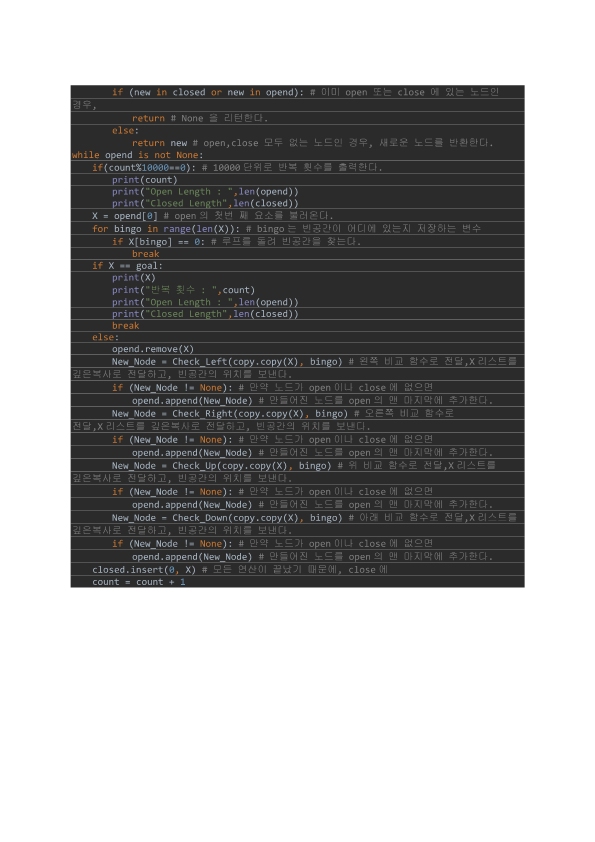 if (new in closed or new in opend): # 이미 open 또는 close 에 있는 노드인
경우,
return # None 을 리턴한다.
else:
return new # open,close 모두 없는 노드인 경우, 새로운 노드를 반환한다.
while opend is not None:
if(count%10000==0): # 10000 단위로 반복 횟수를 출력한다.
print(count)
print("Open Length : ",len(opend))
print("Closed Length",len(closed))
X = opend[0] # open 의 첫번 째 요소를 불러온다.
for bingo in range(len(X)): # bingo 는 빈공간이 어디에 있는지 저장하는 변수
if X[bingo] == 0: # 루프를 돌려 빈공간을 찾는다.
break
if X == goal:
print(X)
print("반복 횟수 : ",count)
print("Open Length : ",len(opend))
print("Closed Length",len(closed))
break
else:
opend.remove(X)
New_Node = Check_Left(copy.copy(X), bingo) # 왼쪽 비교 함수로 전달,X 리스트를
깊은복사로 전달하고, 빈공간의 위치를 보낸다.
if (New_Node != None): # 만약 노드가 open 이나 close 에 없으면
opend.append(New_Node) # 만들어진 노드를 open 의 맨 마지막에 추가한다.
New_Node = Check_Right(copy.copy(X), bingo) # 오른쪽 비교 함수로
전달,X 리스트를 깊은복사로 전달하고, 빈공간의 위치를 보낸다.
if (New_Node != None): # 만약 노드가 open 이나 close 에 없으면
opend.append(New_Node) # 만들어진 노드를 open 의 맨 마지막에 추가한다.
New_Node = Check_Up(copy.copy(X), bingo) # 위 비교 함수로 전달,X 리스트를
깊은복사로 전달하고, 빈공간의 위치를 보낸다.
if (New_Node != None): # 만약 노드가 open 이나 close 에 없으면
opend.append(New_Node) # 만들어진 노드를 open 의 맨 마지막에 추가한다.
New_Node = Check_Down(copy.copy(X), bingo) # 아래 비교 함수로 전달,X 리스트를
깊은복사로 전달하고, 빈공간의 위치를 보낸다.
if (New_Node != None): # 만약 노드가 open 이나 close 에 없으면
opend.append(New_Node) # 만들어진 노드를 open 의 맨 마지막에 추가한다.
closed.insert(0, X) # 모든 연산이 끝났기 때문에, close 에
count = count + 1